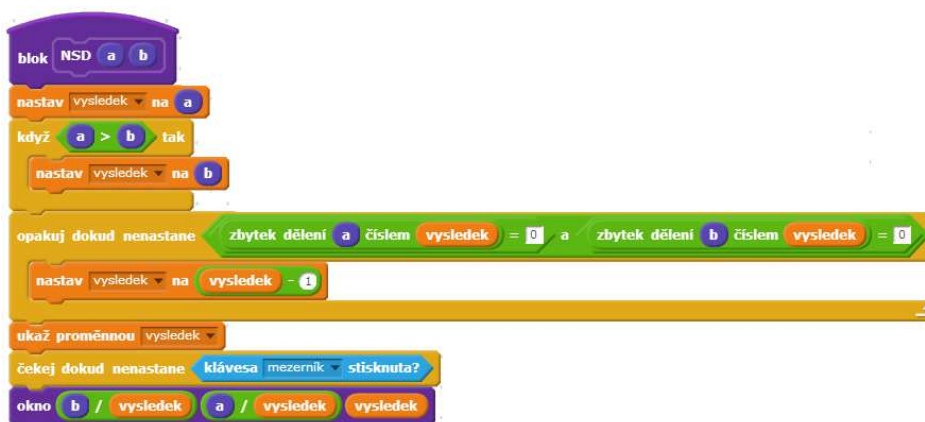 blok NSD a b
nastav vysledek na a
když a > b tak
nastav vysledek na b
opakuj dokud nenastane zbytek dělení a číslem vysledek = 0 a zbytek dělení b číslem vysledek = 0
nastav vysledek na vysledek - 1
ukaž proměnnou vysledek
čekej dokud nenastane klávesa mezerník stisknuta?
okno b / vysledek a / vysledek vysledek